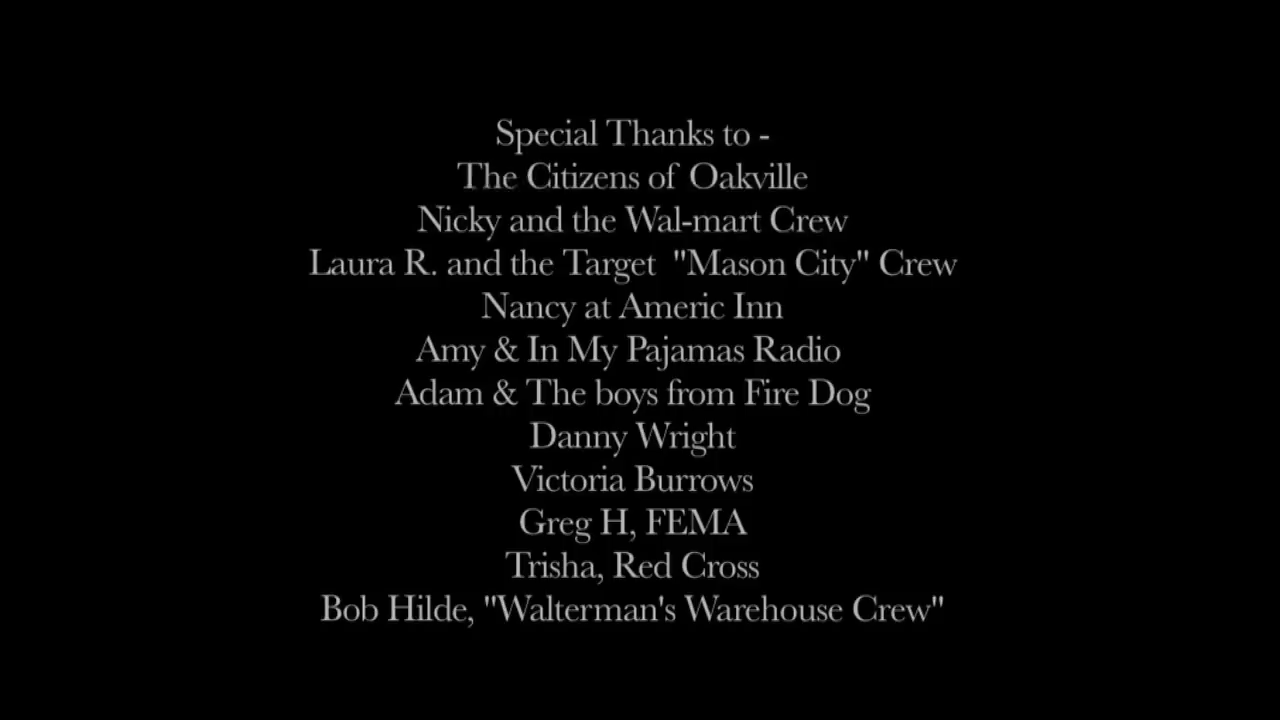 Special Thanks to -
The Citizens of Oakville
Nicky and the Wal-mart Crew
Laura R. and the Target "Mason City" Crew
Nancy at Americ Inn
Amy & In My Pajamas Radio
Adam & The boys from Fire Dog
Danny Wright
Victoria Burrows
Greg H, FEMA
Trisha, Red Cross
Bob Hilde, "Walterman's Warehouse Crew"